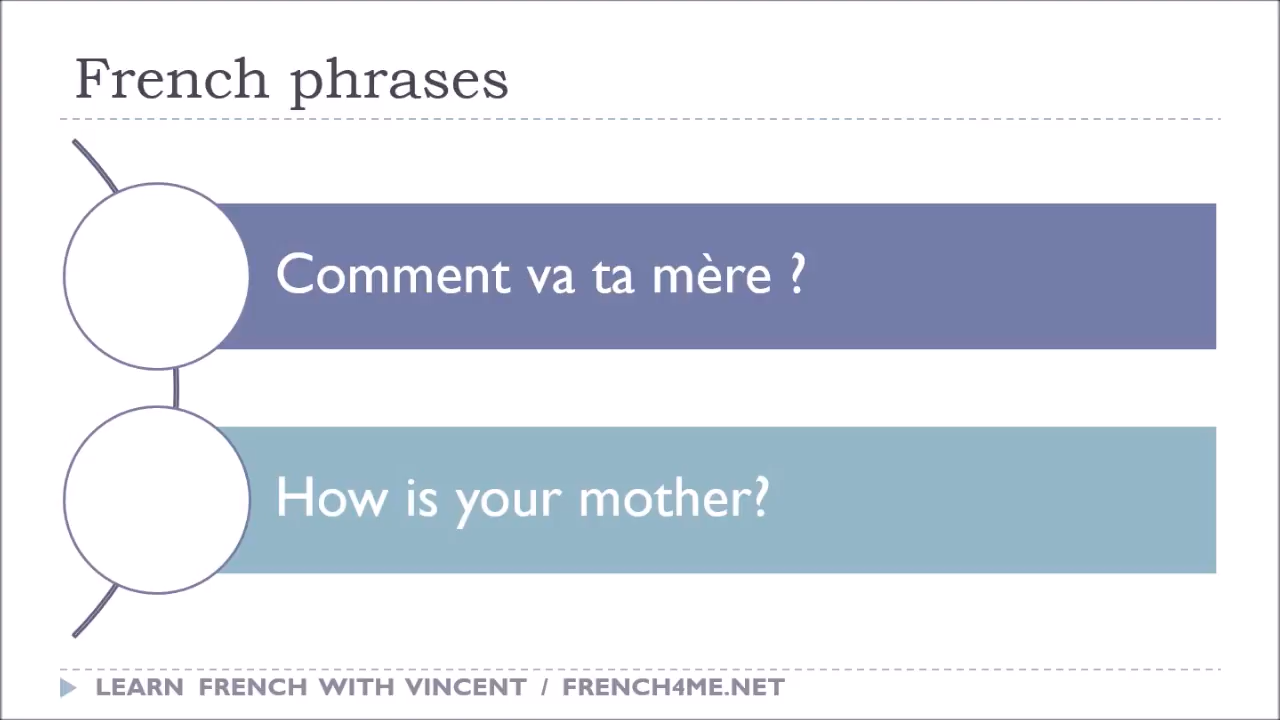 French phrases
Comment va ta mère ?
How is your mother?
LEARN FRENCH WITH VINCENT / FRENCH4ME.NET